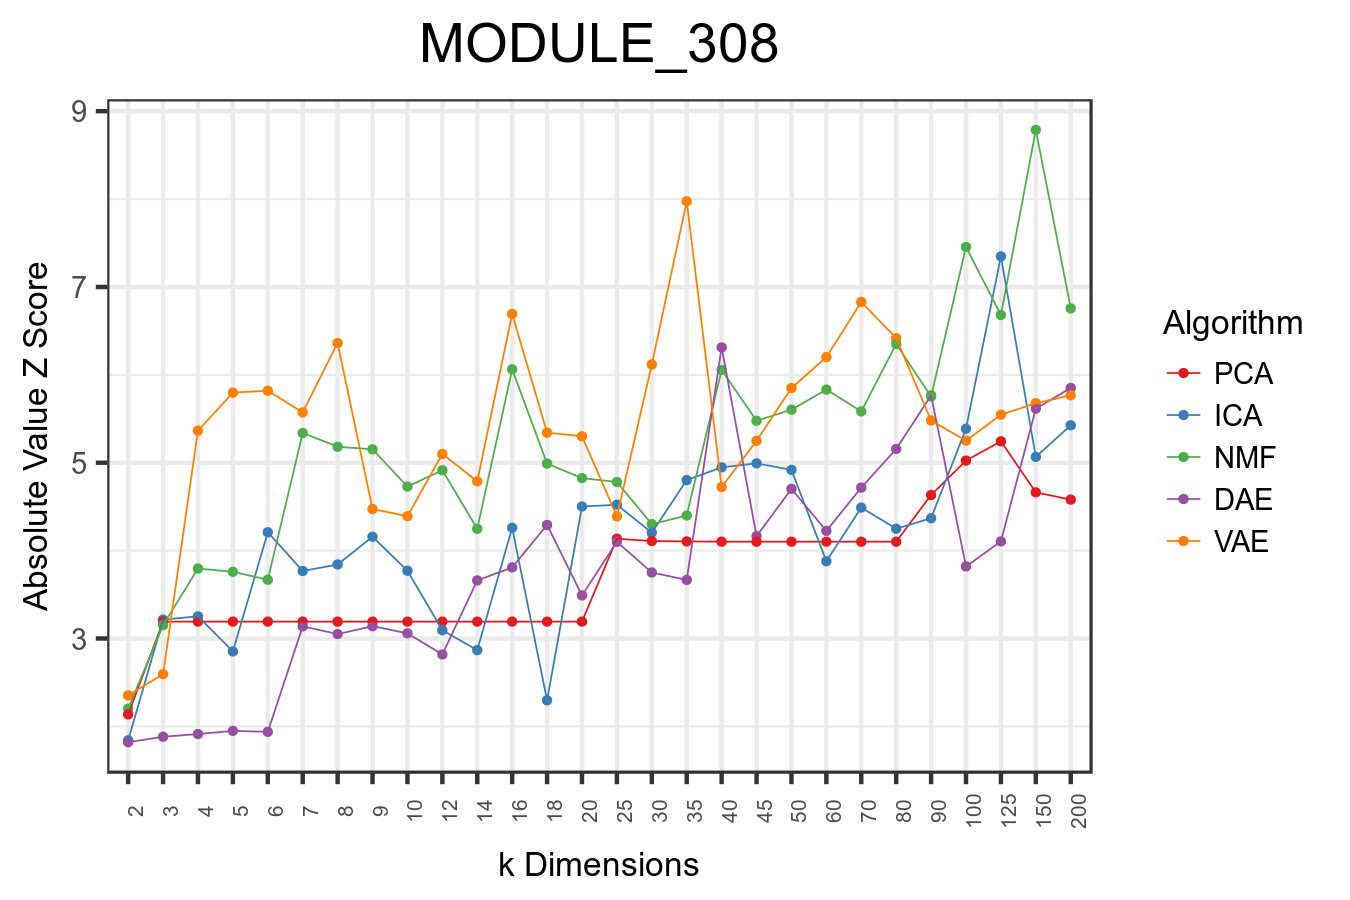 MODULE_308
Absolute Value Z Score
9
7
5
3
2 3 4 5 6 7 8 9 10 12 14 16 18 20 25 30 35 40 45 50 60 70 80 90 100 125 150 200
k Dimensions
Algorithm
PCA
ICA
NMF
DAE
VAE